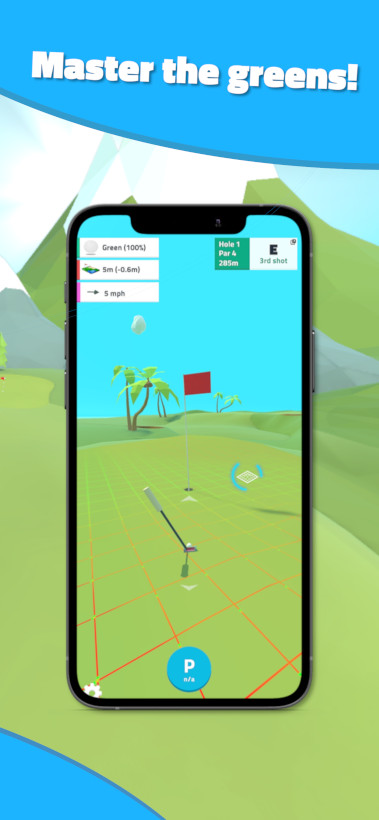 Master the greens!
Green (100%)
5m (-0.6m)
5 mph
Hole 1
Par 4
285m
E
3rd shot
P
n/a